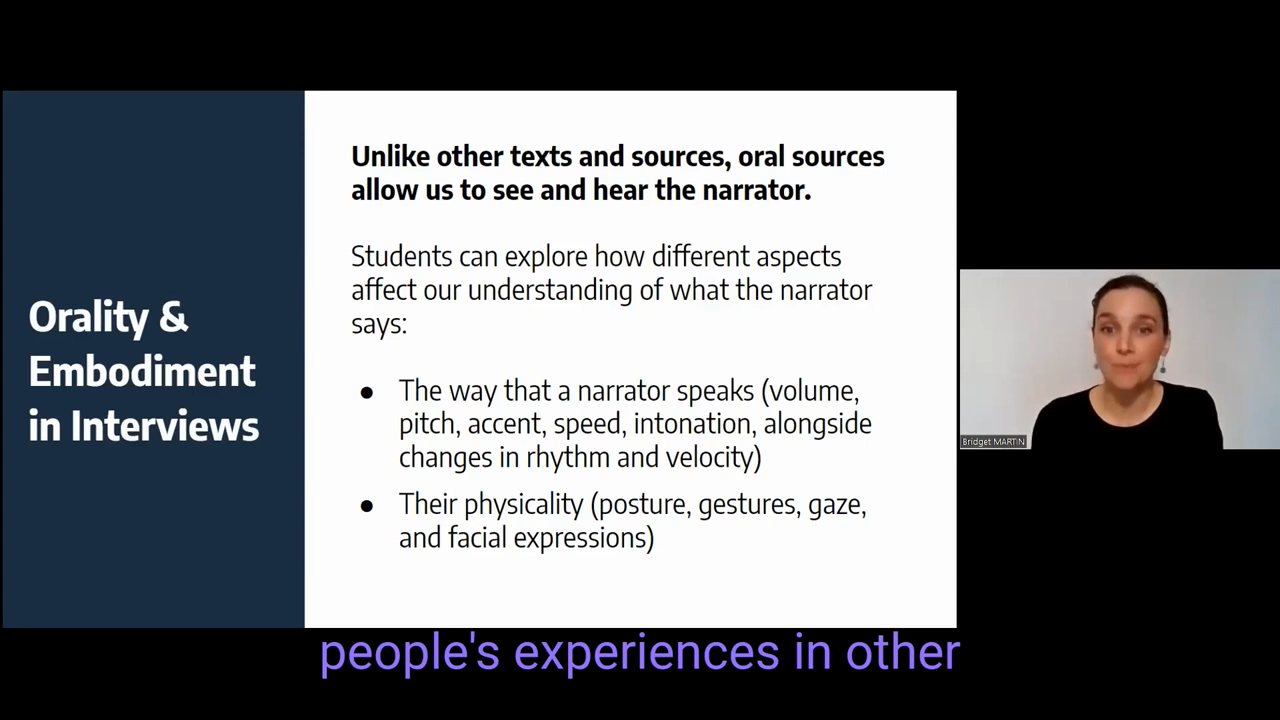 Orality &
Embodiment
in Interviews
Unlike other texts and sources, oral sources
allow us to see and hear the narrator.
Students can explore how different aspects
affect our understanding of what the narrator
says:
● The way that a narrator speaks (volume,
pitch, accent, speed, intonation, alongside
changes in rhythm and velocity)
● Their physicality (posture, gestures, gaze,
and facial expressions)
Bridget MARTIN
people's experiences in other